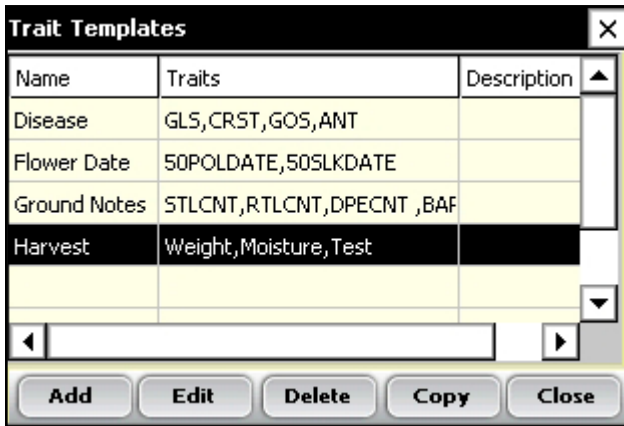 Trait Templates
Name Traits Description
Disease GLS,CRST,GOS,ANT
Flower Date 50POLDATE,50SLKDATE
Ground Notes STLCNT,RTLCNT,DPECNT ,BAR
Harvest Weight,Moisture,Test
Add Edit Delete Copy Close